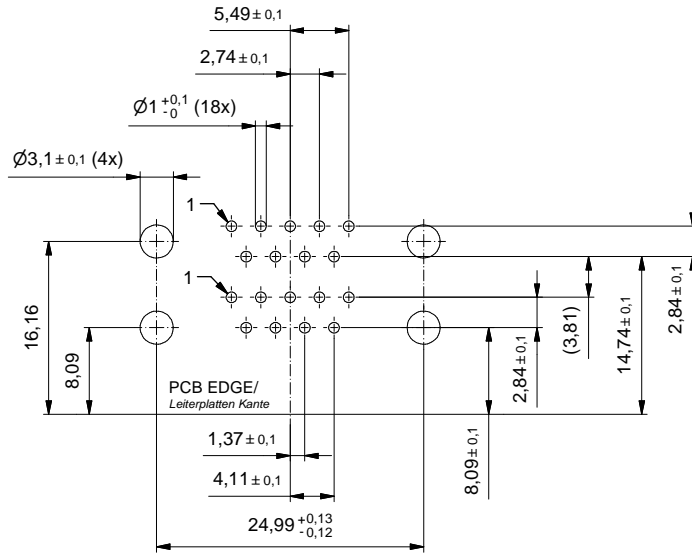 5,49 ± 0,1
2,74 ± 0,1
Ø1 +0,1 -0 (18x)
Ø3,1 ± 0,1 (4x)
1
1
16,16
8,09
PCB EDGE/
Leiterplatten Kante
2,84 ± 0,1
(3,81)
14,74 ± 0,1
2,84 ± 0,1
8,09 ± 0,1
1,37 ± 0,1
4,11 ± 0,1
24,99 +0,13 -0,12